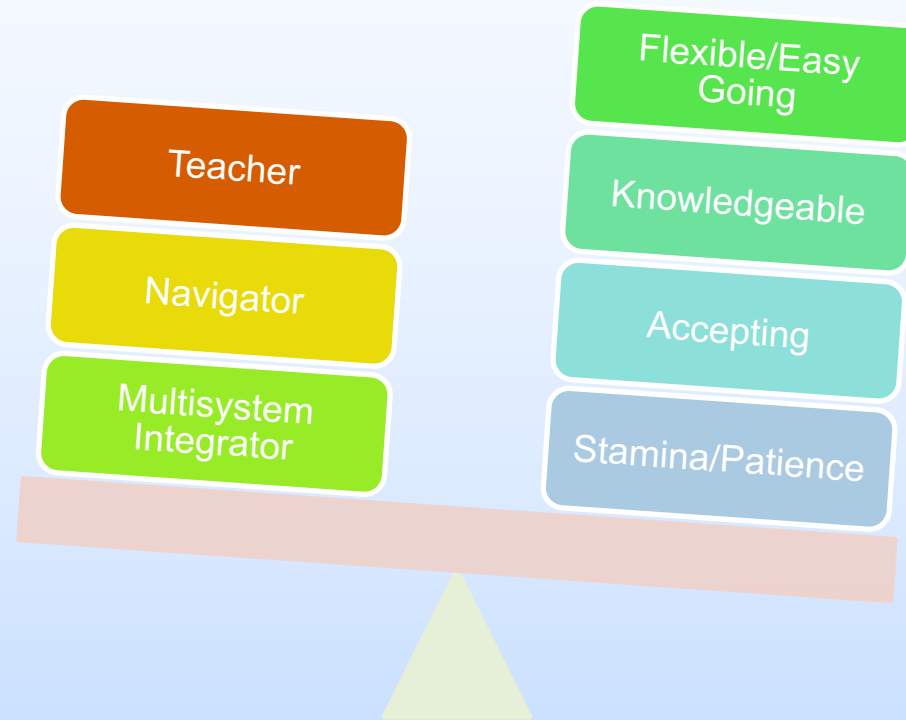 Teacher
Navigator
Multisystem
Integrator
Flexible/Easy
Going
Knowledgeable
Accepting
Stamina/Patience